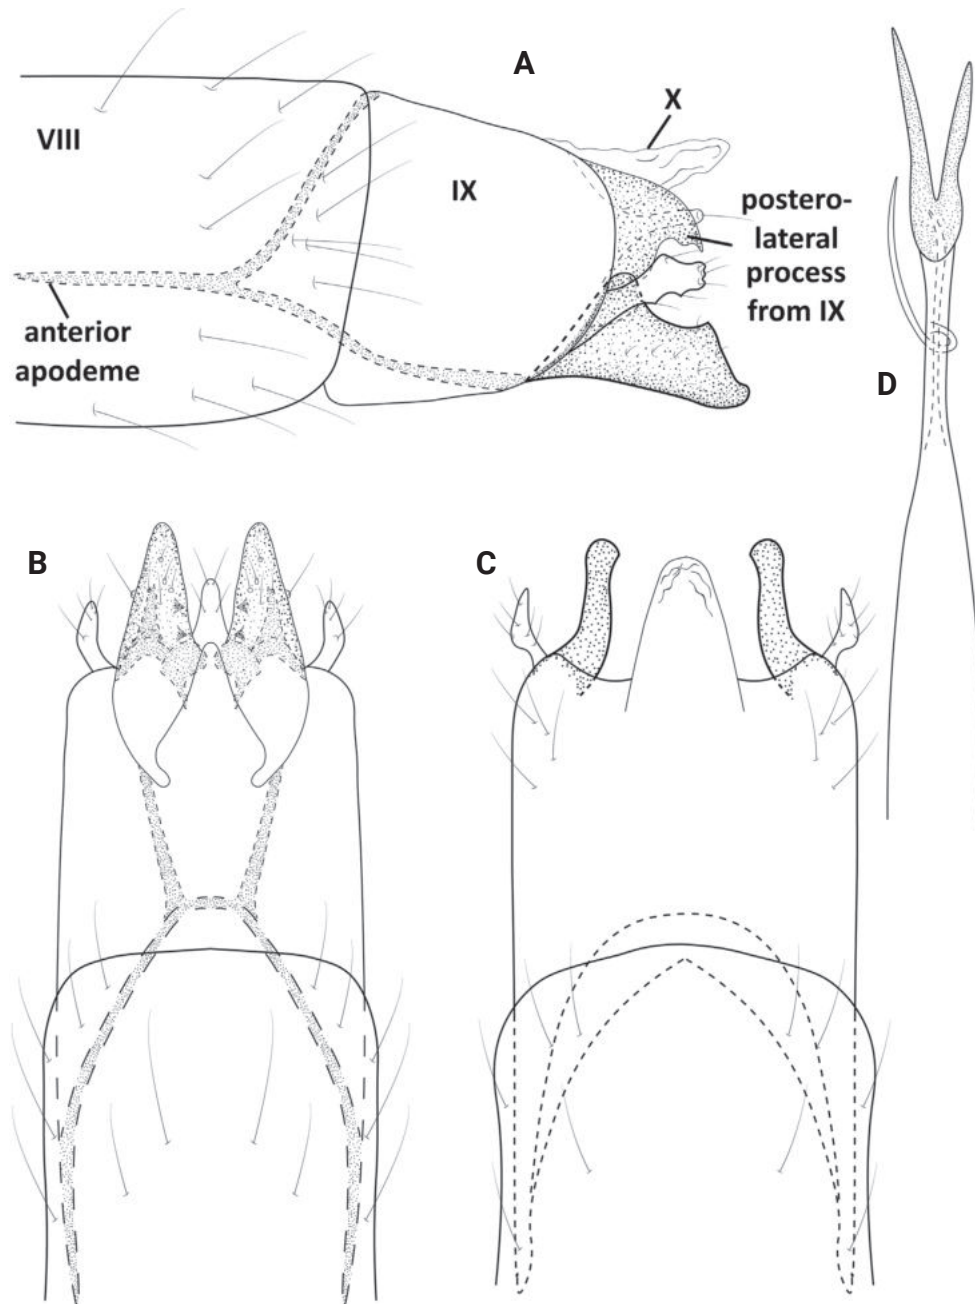 A
X
VIII
IX
postero-
lateral
process
from IX
anterior
apodeme
D
B
C